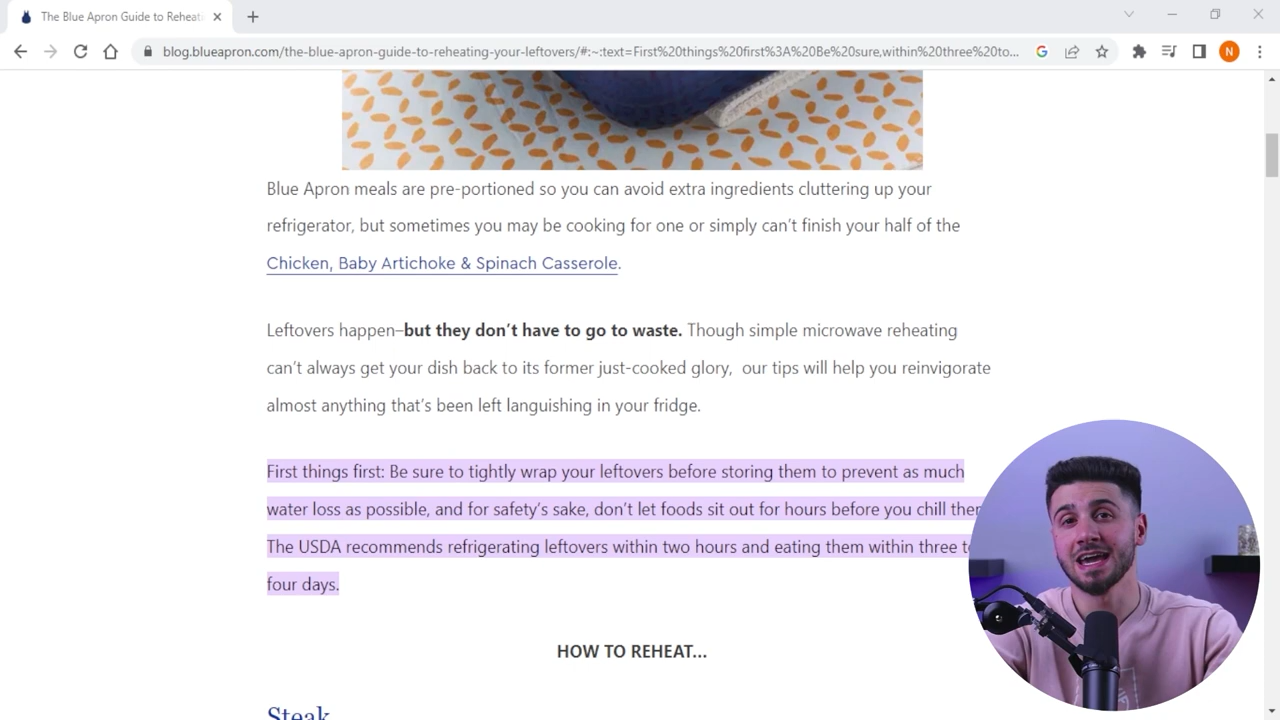 The Blue Apron Guide to Reheati
blog.blueapron.com/the-blue-apron-guide-to-reheating-your-leftovers/#:~:text=First%20things%20first%3A%20Be%20sure,within%20three%20to...
N
Blue Apron meals are pre-portioned so you can avoid extra ingredients cluttering up your
refrigerator, but sometimes you may be cooking for one or simply can’t finish your half of the
Chicken, Baby Artichoke & Spinach Casserole.
Leftovers happen–but they don’t have to go to waste. Though simple microwave reheating
can’t always get your dish back to its former just-cooked glory, our tips will help you reinvigorate
almost anything that’s been left languishing in your fridge.
First things first: Be sure to tightly wrap your leftovers before storing them to prevent as much
water loss as possible, and for safety’s sake, don’t let foods sit out for hours before you chill
The USDA recommends refrigerating leftovers within two hours and eating them within three
four days.
HOW TO REHEAT...
Steak